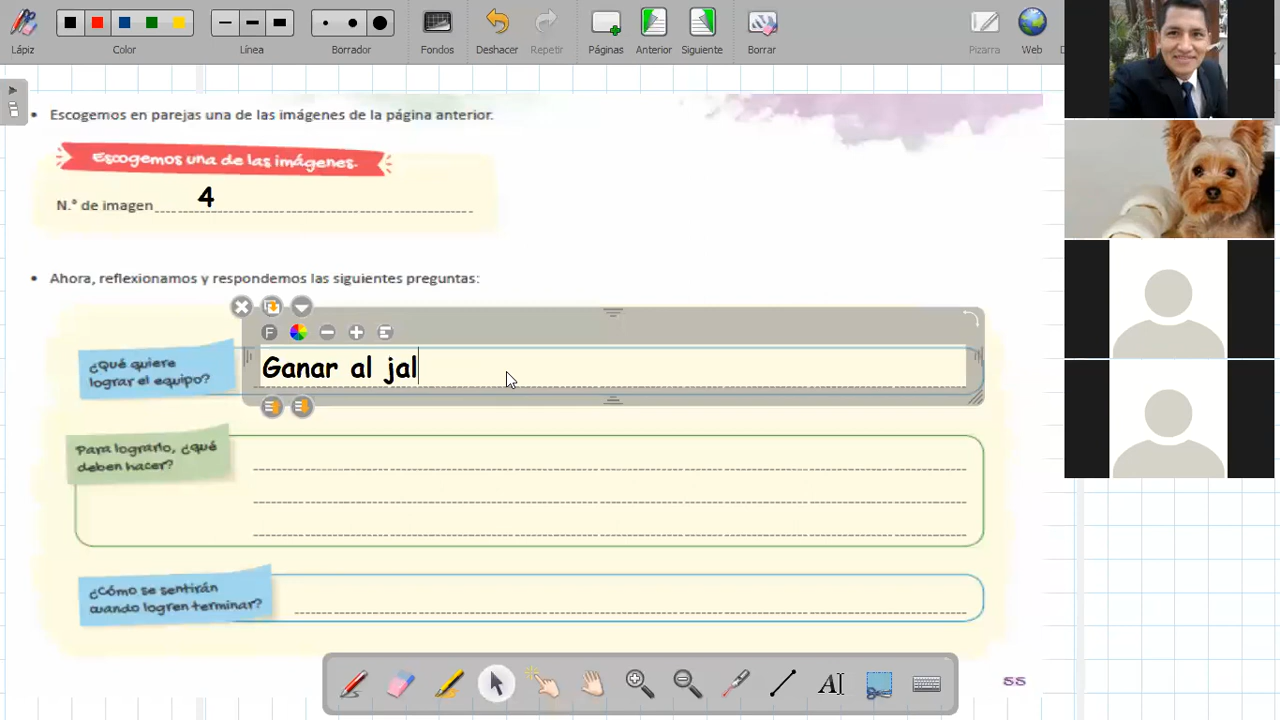 Lápiz
Color
Línea
Borrador
Fondos
Deshacer
Repetir
Páginas
Anterior
Siguiente
Borrar
Pizarra
Web
Escogemos en parejas una de las imágenes de la página anterior.
Escogemos una de las imágenes.
N.° de imagen 4
Ahora, reflexionamos y respondemos las siguientes preguntas:
F
¿Qué quiere
lograr el equipo?
Ganar al jal
Para lograrlo, ¿qué
deben hacer?
¿Cómo se sentirán
cuando logren terminar?
AI
55